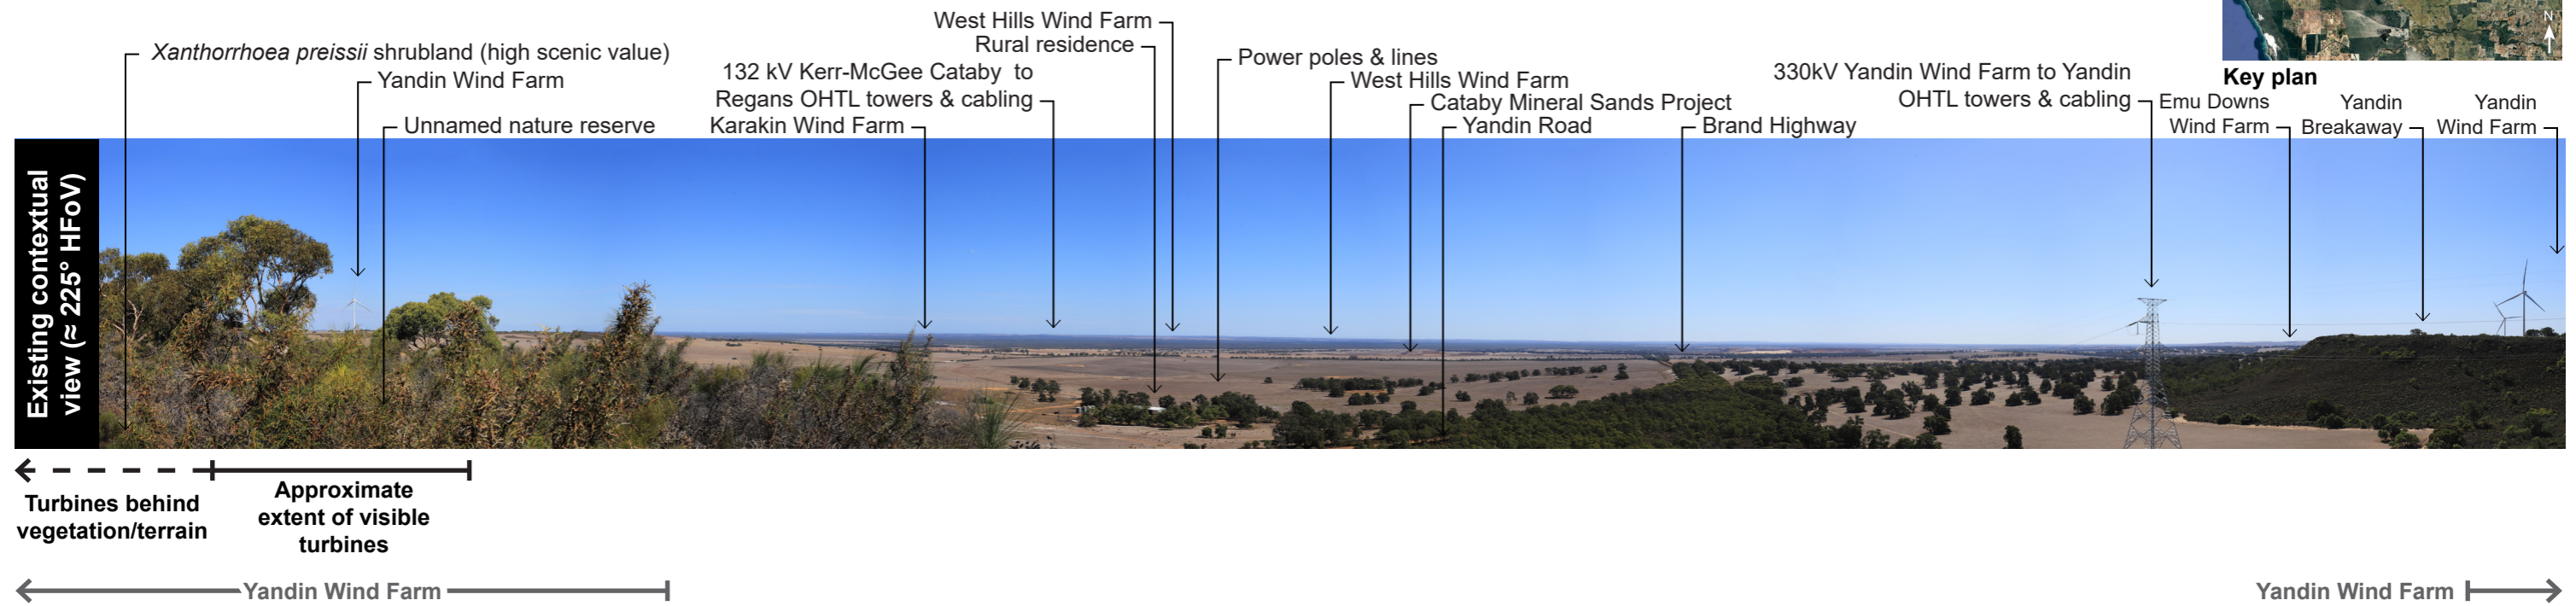 N
Key plan
West Hills Wind Farm
Rural residence
Xanthorrhoea preissii shrubland (high scenic value)
Power poles & lines
132 kV Kerr-McGee Cataby to
Regans OHTL towers & cabling
330kV Yandin Wind Farm to Yandin
OHTL towers & cabling
Yandin Wind Farm
West Hills Wind Farm
Cataby Mineral Sands Project
Emu Downs
Wind Farm
Yandin
Breakaway
Yandin
Wind Farm
Unnamed nature reserve
Karakin Wind Farm
Yandin Road
Brand Highway
Existing contextual
view (≈ 225° HFoV)
Turbines behind
vegetation/terrain
Approximate
extent of visible
turbines
Yandin Wind Farm
Yandin Wind Farm